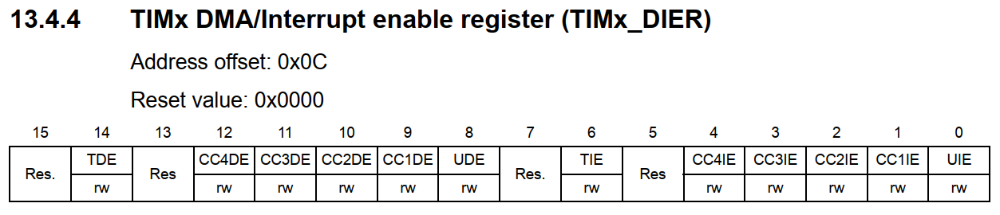 13.4.4 TIMx DMA/Interrupt enable register (TIMx_DIER)
Address offset: 0x0C
Reset value: 0x0000
15 14 13 12 11 10 9 8 7 6 5 4 3 2 1 0
Res. TDE Res CC4DE CC3DE CC2DE CC1DE UDE Res. TIE Res CC4IE CC3IE CC2IE CC1IE UIE
rw rw rw rw rw rw rw rw rw rw rw rw